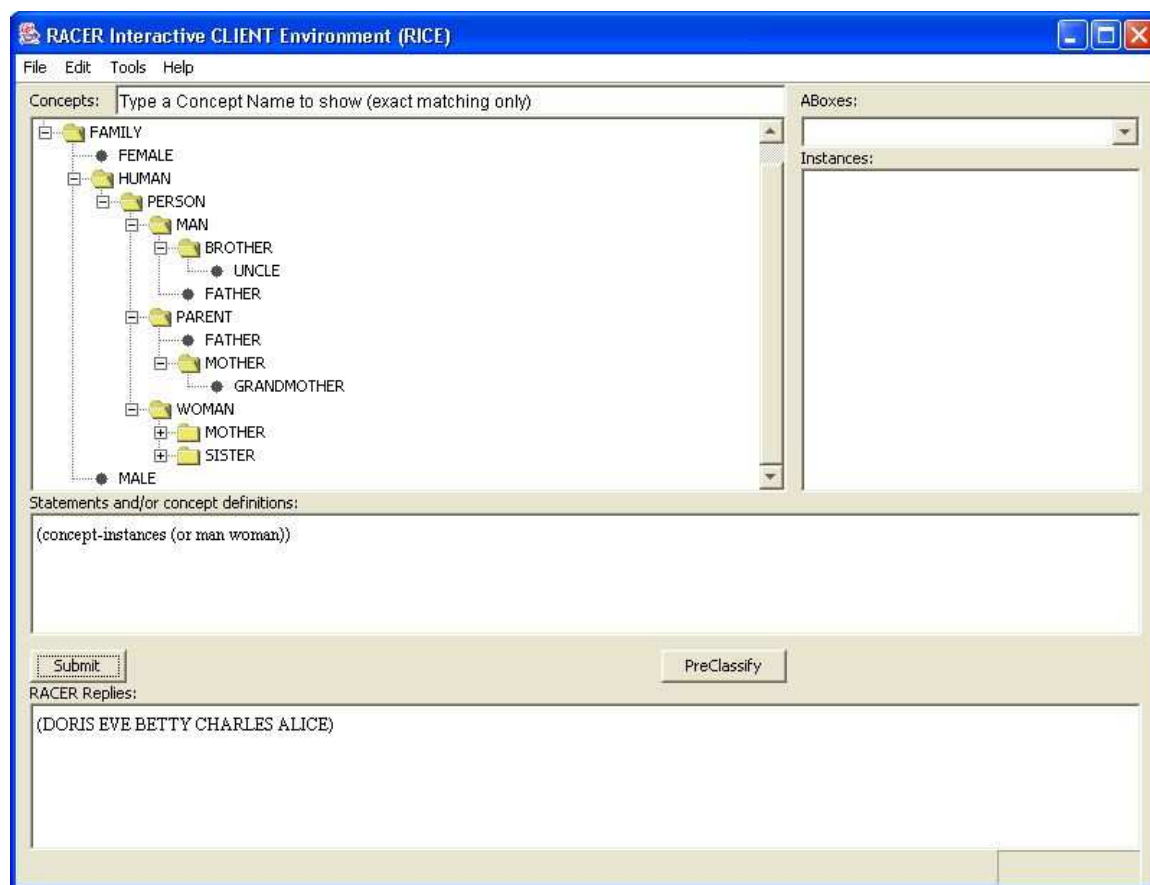 RACER Interactive CLIENT Environment (RICE)
File Edit Tools Help
Concepts: Type a Concept Name to show (exact matching only)
FAMILY
FEMALE
HUMAN
PERSON
MAN
BROTHER
UNCLE
FATHER
PARENT
FATHER
MOTHER
GRANDMOTHER
WOMAN
MOTHER
SISTER
MALE
ABoxes:
Instances:
Statements and/or concept definitions:
(concept-instances (or man woman))
Submit PreClassify
RACER Replies:
(DORIS EVE BETTY CHARLES ALICE)